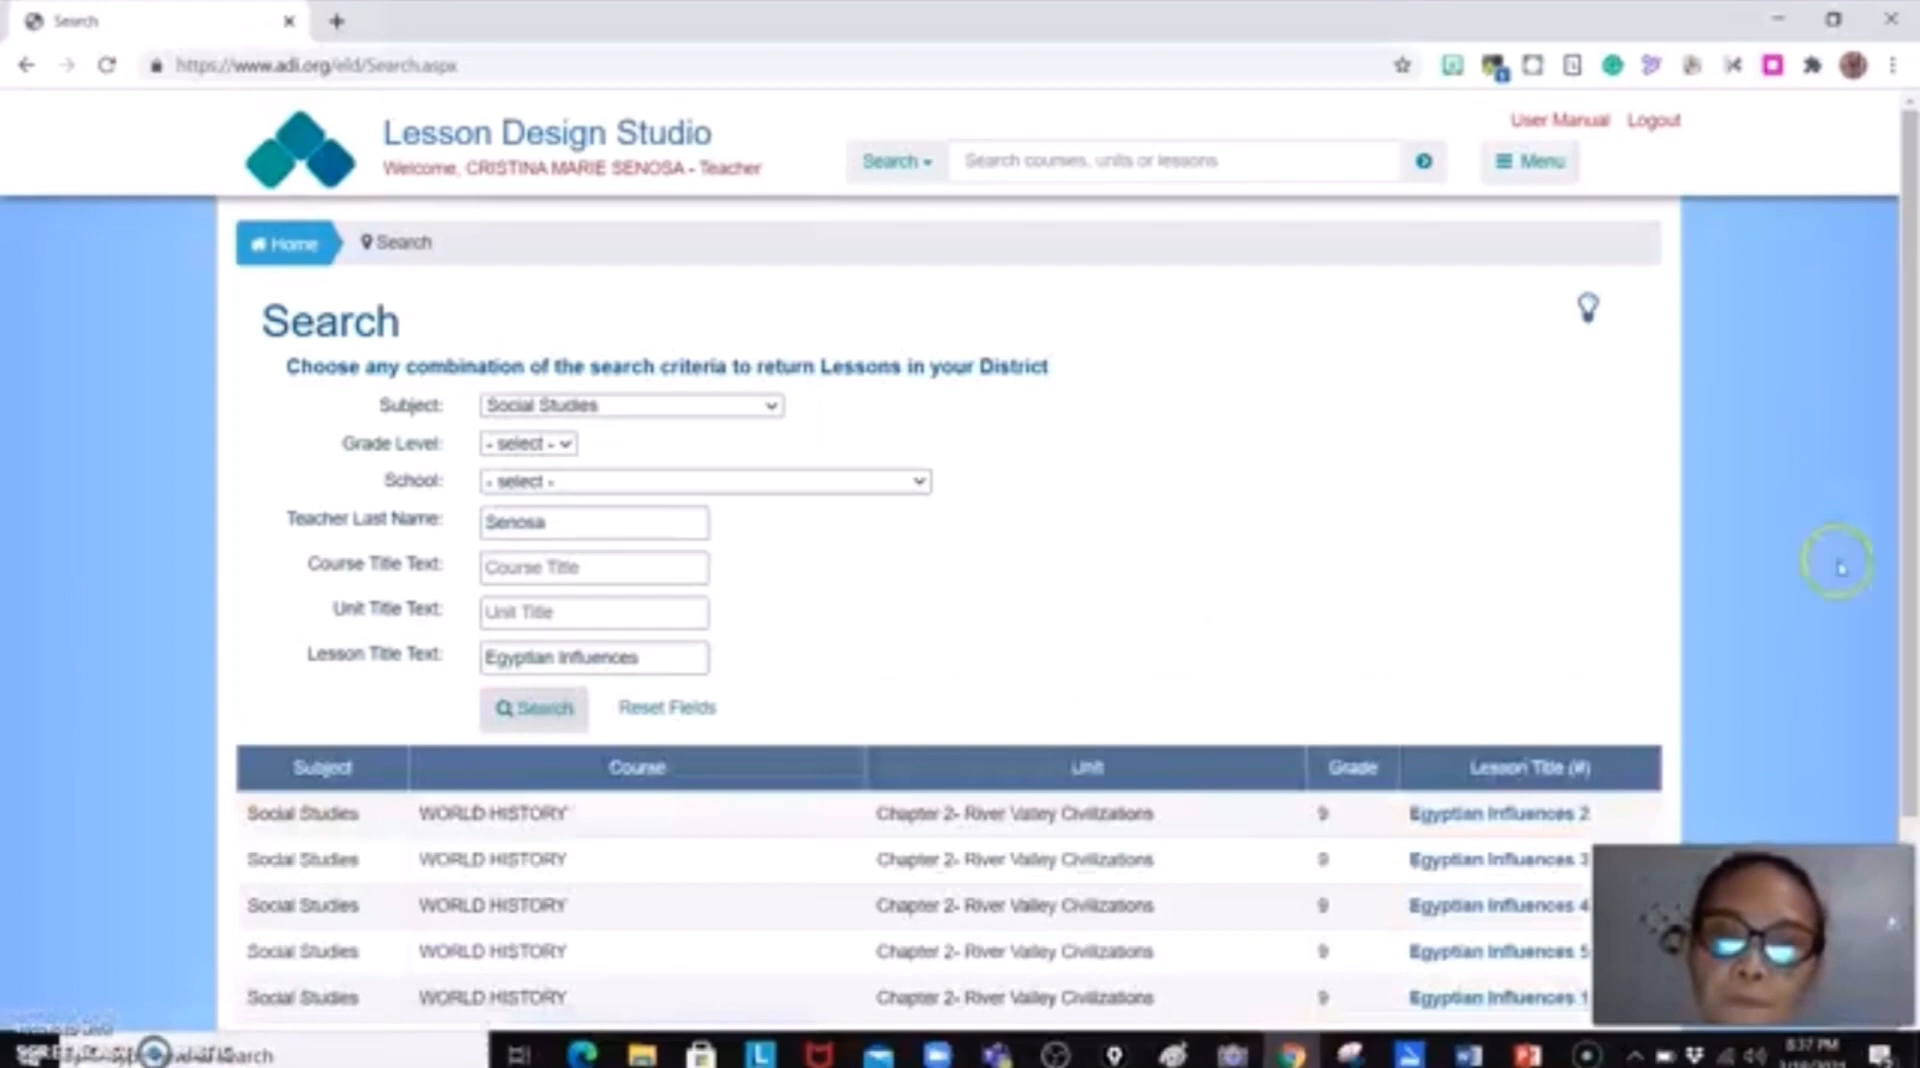 Search
https://www.adi.org/eld/Search.aspx
User Manual Logout
Lesson Design Studio
Welcome, CRISTINA MARIE SENOSA - Teacher
Search Search courses, units or lessons Menu
Home Search
Search
Choose any combination of the search criteria to return Lessons in your District
Subject: Social Studies
Grade Level: - select -
School: - select -
Teacher Last Name: Senosa
Course Title Text: Course Title
Unit Title Text: Unit Title
Lesson Title Text: Egyptian Influences
Search Reset Fields
Subject Course Unit Grade Lesson Title (#)
Social Studies WORLD HISTORY Chapter 2- River Valley Civilizations 9 Egyptian Influences 2
Social Studies WORLD HISTORY Chapter 2- River Valley Civilizations 9 Egyptian Influences 3
Social Studies WORLD HISTORY Chapter 2- River Valley Civilizations 9 Egyptian Influences 4
Social Studies WORLD HISTORY Chapter 2- River Valley Civilizations 9 Egyptian Influences 5
Social Studies WORLD HISTORY Chapter 2- River Valley Civilizations 9 Egyptian Influences 1
search
8:37 PM